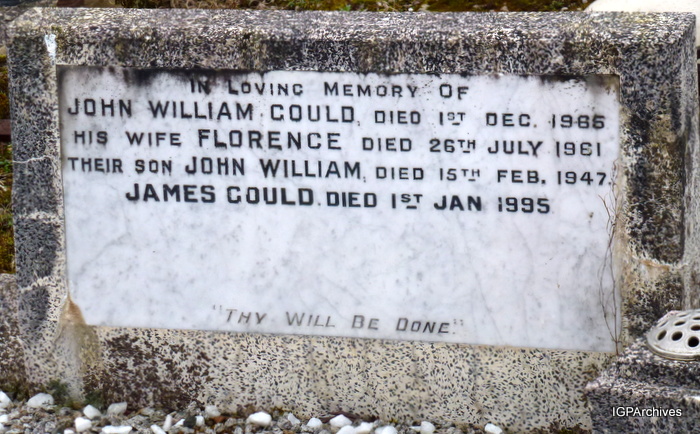 IN LOVING MEMORY OF
JOHN WILLIAM GOULD, DIED 1ST DEC. 1966
HIS WIFE FLORENCE DIED 26TH JULY 1961
THEIR SON JOHN WILLIAM, DIED 15TH FEB. 1947.
JAMES GOULD. DIED 1ST JAN 1995
"THY WILL BE DONE."
IGPArchives